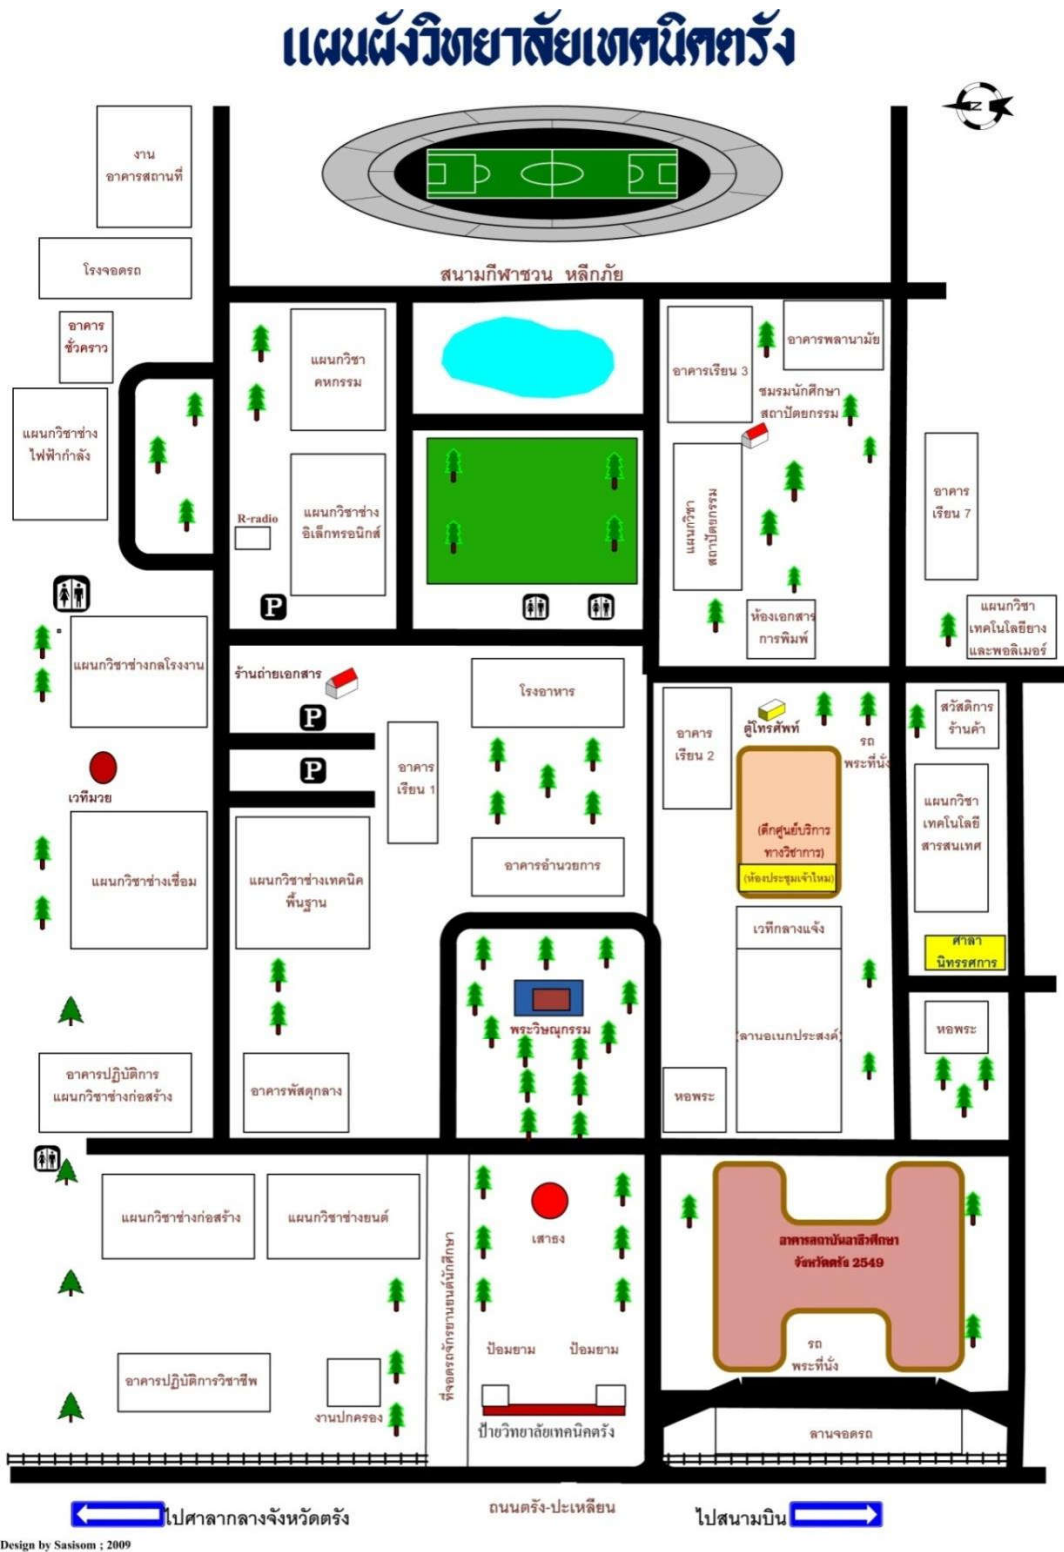 แผนผังวิทยาลัยเทคนิคตรัง
N
งาน
อาคารสถานที่
โรงจอดรถ
สนามกีฬาชวน หลีกภัย
อาคาร
ชั่วคราว
แผนกวิชา
คหกรรม
อาคารเรียน 3
อาคารพลานามัย
ชมรมนักศึกษา
สถาปัตยกรรม
แผนกวิชาช่าง
ไฟฟ้ากำลัง
R-radio
แผนกวิชาช่าง
อิเล็กทรอนิกส์
แผนกวิชา
สถาปัตยกรรม
อาคาร
เรียน 7
P
ห้องเอกสาร
การพิมพ์
แผนกวิชา
เทคโนโลยียาง
และพอลิเมอร์
แผนกวิชาช่างกลโรงงาน
ร้านถ่ายเอกสาร
P
P
โรงอาหาร
อาคาร
เรียน 1
อาคาร
เรียน 2
ตู้โทรศัพท์
รถ
พระที่นั่ง
สวัสดิการ
ร้านค้า
เวทีมวย
(ตึกศูนย์บริการ
ทางวิชาการ)
(ห้องประชุมเจ้าไหม)
แผนกวิชา
เทคโนโลยี
สารสนเทศ
แผนกวิชาช่างเชื่อม
แผนกวิชาช่างเทคนิค
พื้นฐาน
อาคารอำนวยการ
เวทีกลางแจ้ง
ศาลา
นิทรรศการ
พระวิษณุกรรม
(ลานอเนกประสงค์)
หอพระ
อาคารปฏิบัติการ
แผนกวิชาช่างก่อสร้าง
อาคารพัสดุกลาง
หอพระ
แผนกวิชาช่างก่อสร้าง
แผนกวิชาช่างยนต์
ที่จอดรถจักรยานยนต์นักศึกษา
เสาธง
อาคารสถาบันอาชีวศึกษา
จังหวัดตรัง 2549
ป้อมยาม
ป้อมยาม
รถ
พระที่นั่ง
อาคารปฏิบัติการวิชาชีพ
งานปกครอง
ป้ายวิทยาลัยเทคนิคตรัง
ลานจอดรถ
ไปศาลากลางจังหวัดตรัง
ถนนตรัง-ปะเหลียน
ไปสนามบิน
Design by Sasisom ; 2009